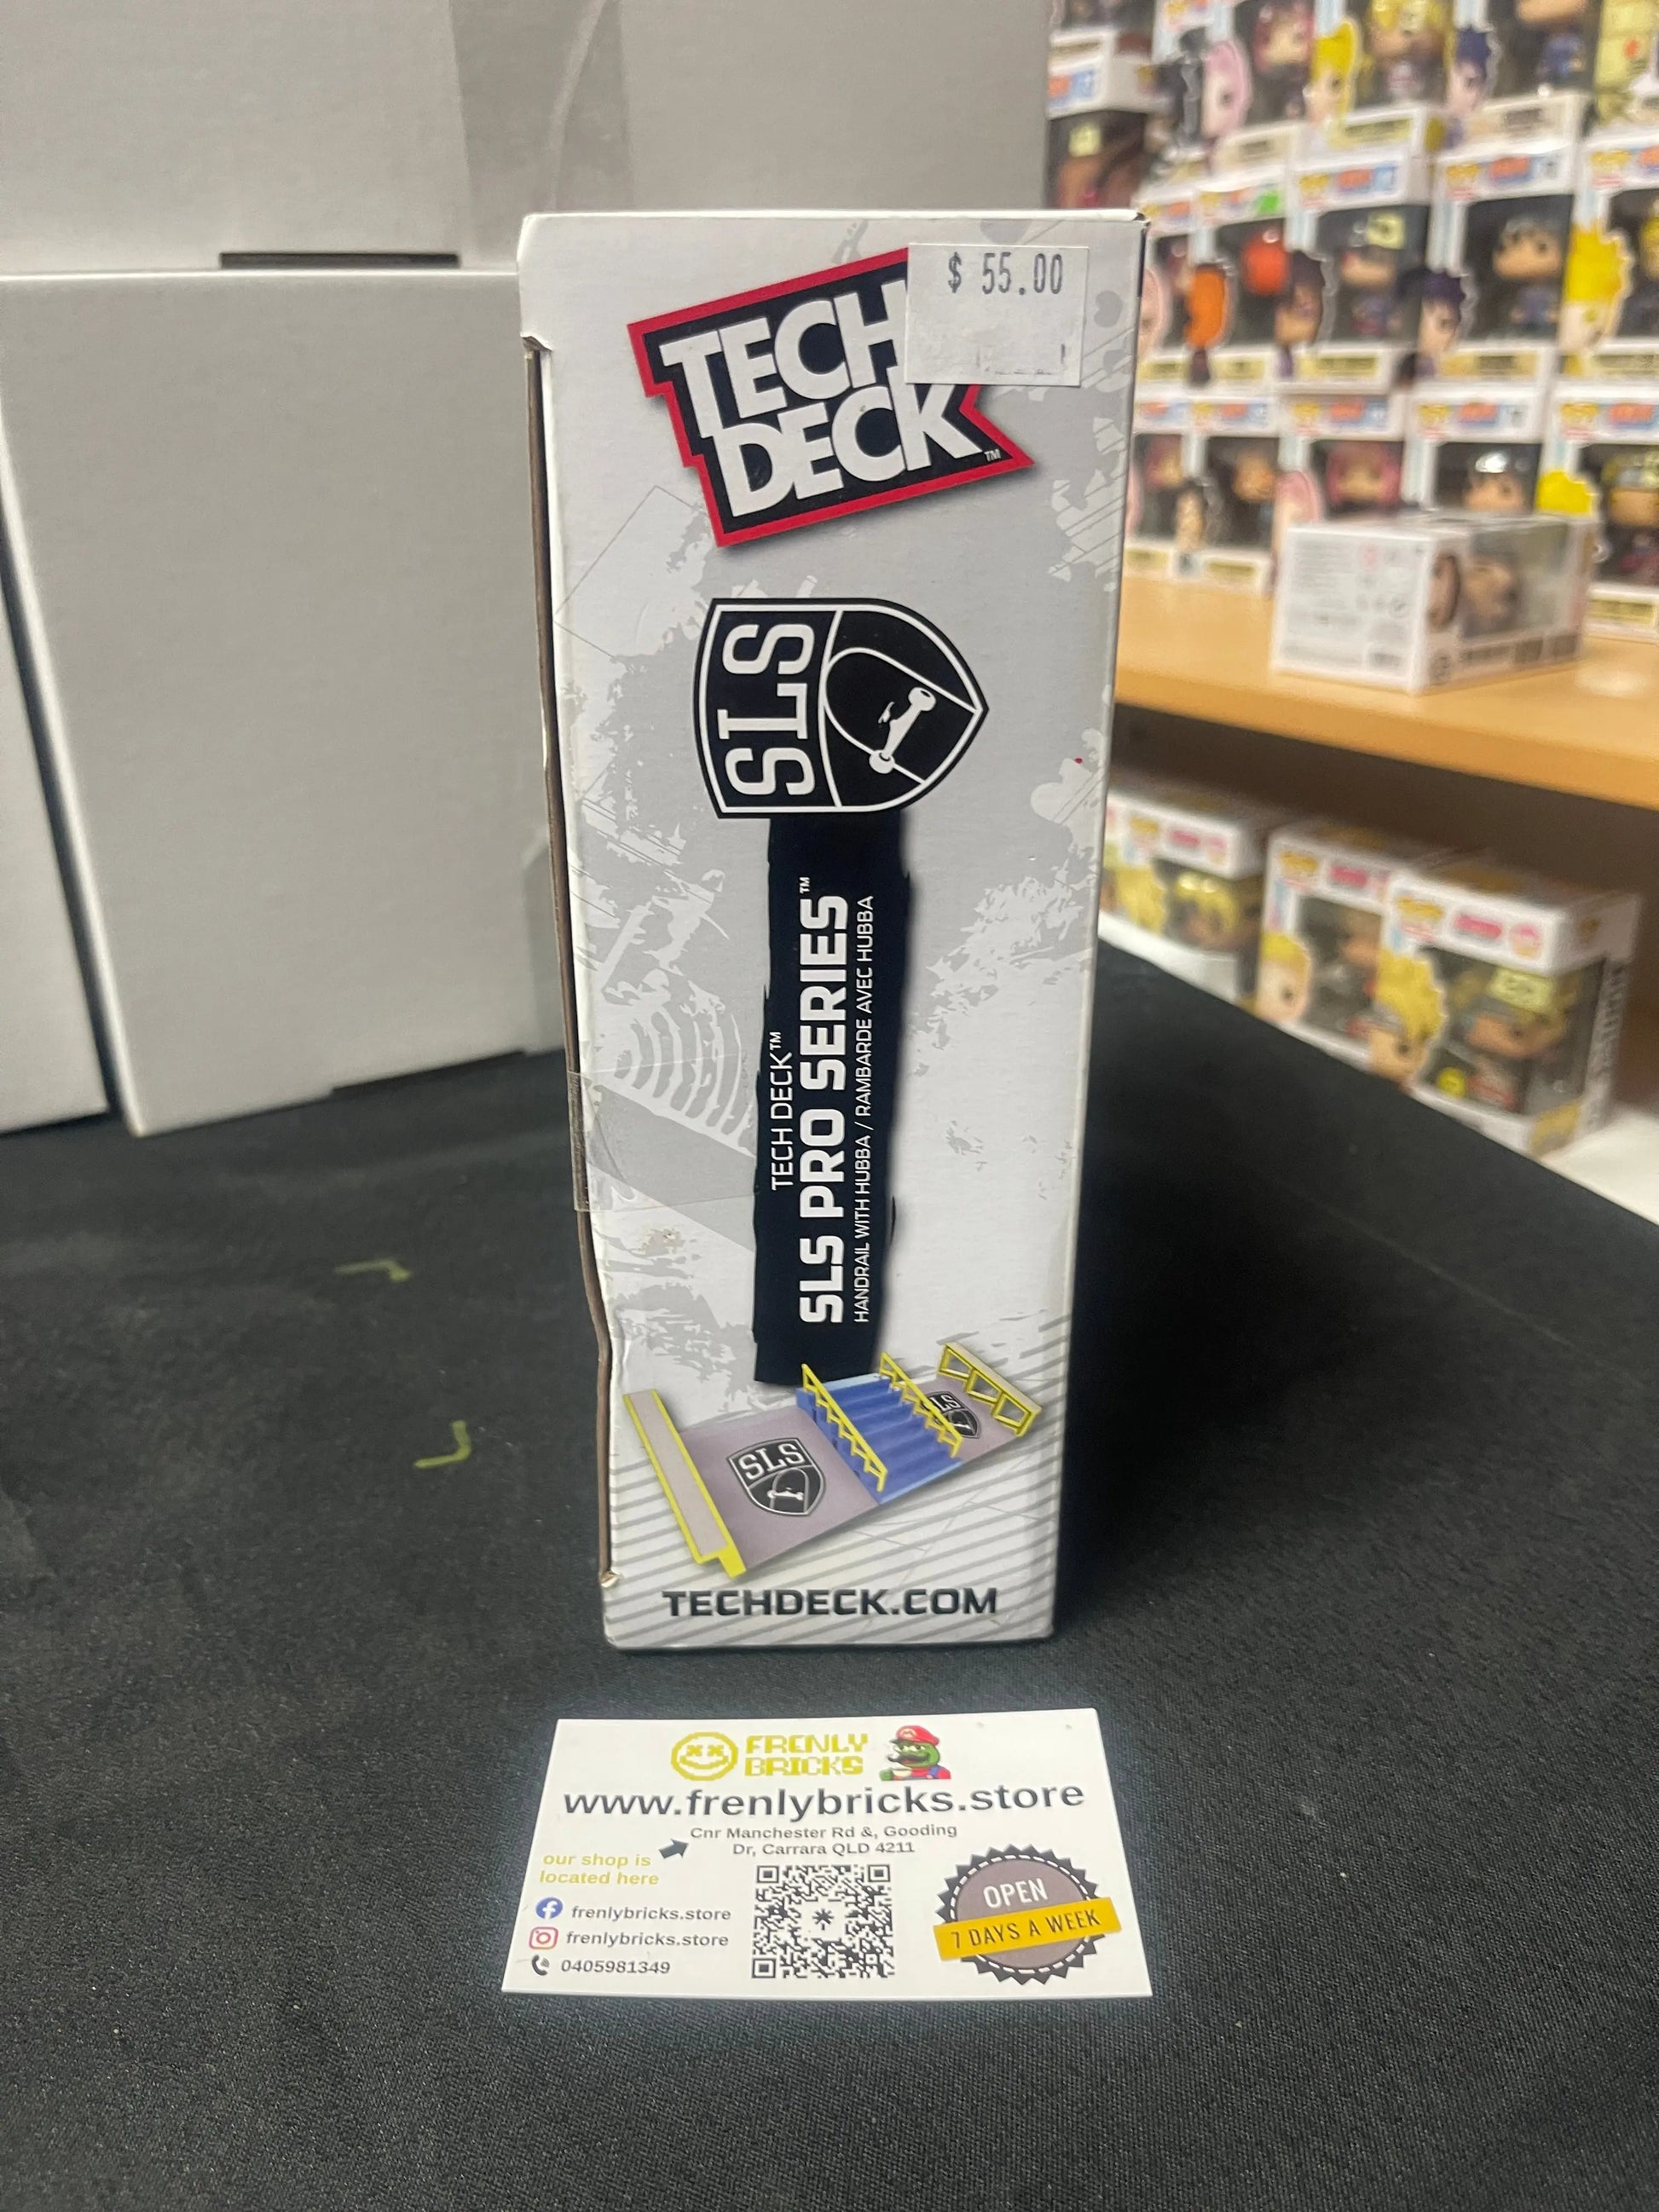 $ 55.00
TECH
DECK™
SLS
TECH DECK™
SLS PRO SERIES™
HANDRAIL WITH HUBBA / RAMBARDE AVEC HUBBA
SLS
SLS
TECHDECK.COM
FRENLY
BRICKS
www.frenlybricks.store
Cnr Manchester Rd &, Gooding
Dr, Carrara QLD 4211
our shop is
located here
frenlybricks.store
frenlybricks.store
0405981349
OPEN
7 DAYS A WEEK